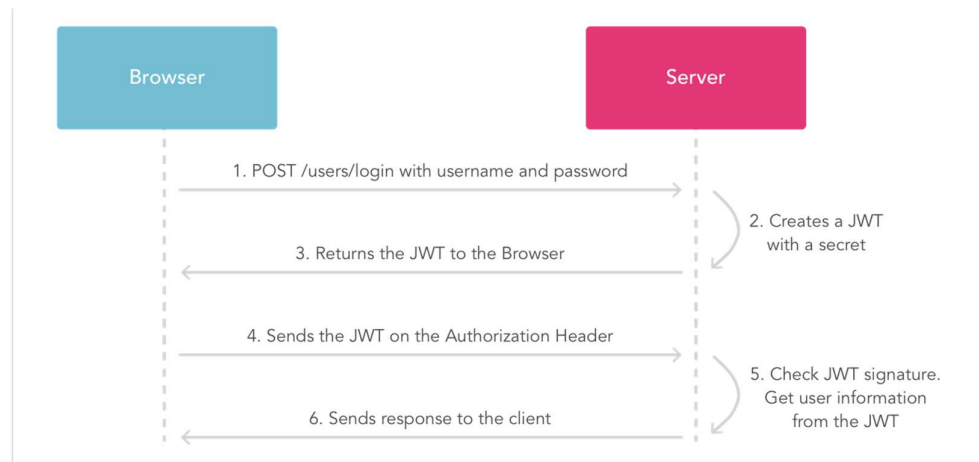 Browser
Server
1. POST /users/login with username and password
2. Creates a JWT
with a secret
3. Returns the JWT to the Browser
4. Sends the JWT on the Authorization Header
5. Check JWT signature.
Get user information
from the JWT
6. Sends response to the client